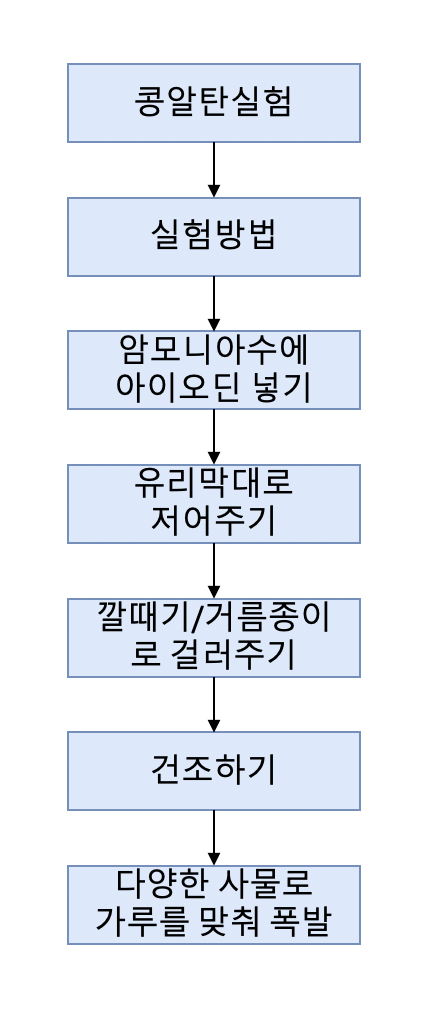 콩알탄실험
실험방법
암모니아수에
아이오딘 넣기
유리막대로
저어주기
깔때기/거름종이
로 걸러주기
건조하기
다양한 사물로
가루를 맞춰 폭발